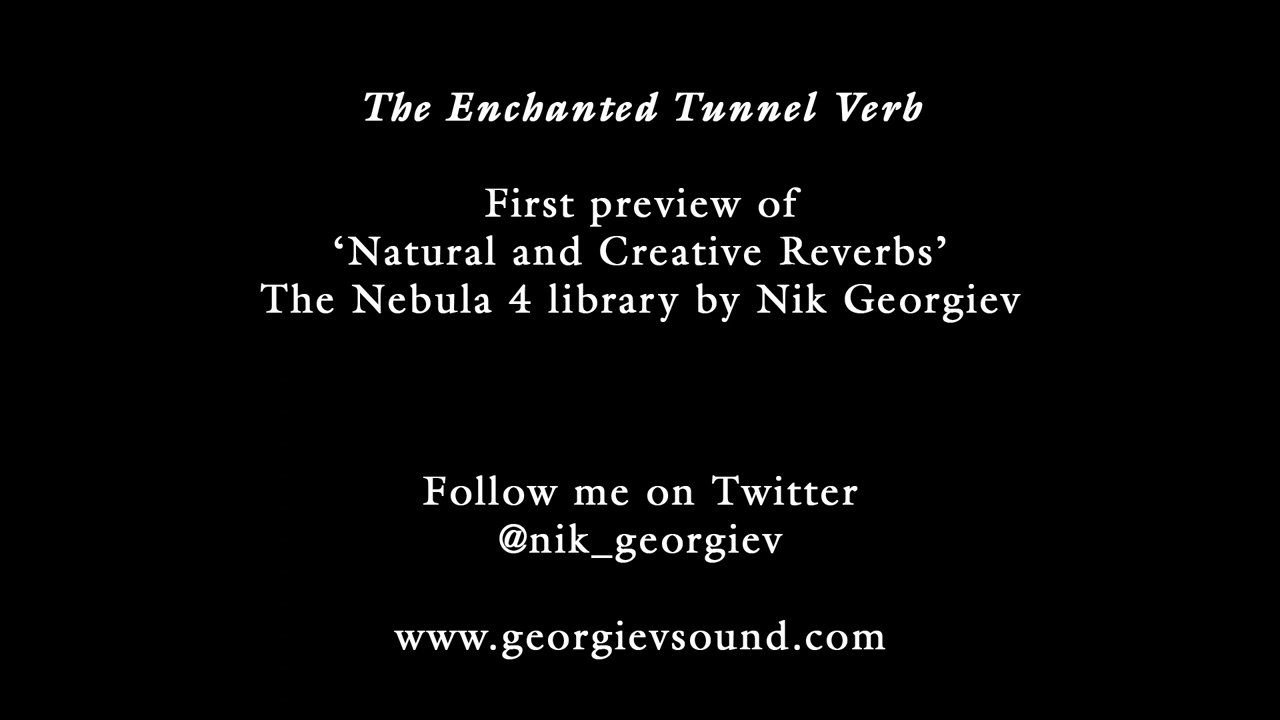 The Enchanted Tunnel Verb
First preview of
‘Natural and Creative Reverbs’
The Nebula 4 library by Nik Georgiev
Follow me on Twitter
@nik_georgiev
www.georgievsound.com